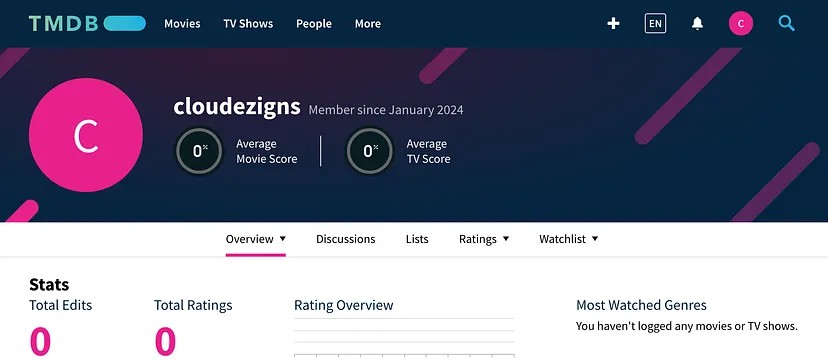 TMDB Movies TV Shows People More EN C
C
cloudezigns Member since January 2024
0% Average Movie Score
0% Average TV Score
Overview Discussions Lists Ratings Watchlist
Stats
Total Edits
0
Total Ratings
0
Rating Overview
Most Watched Genres
You haven't logged any movies or TV shows.